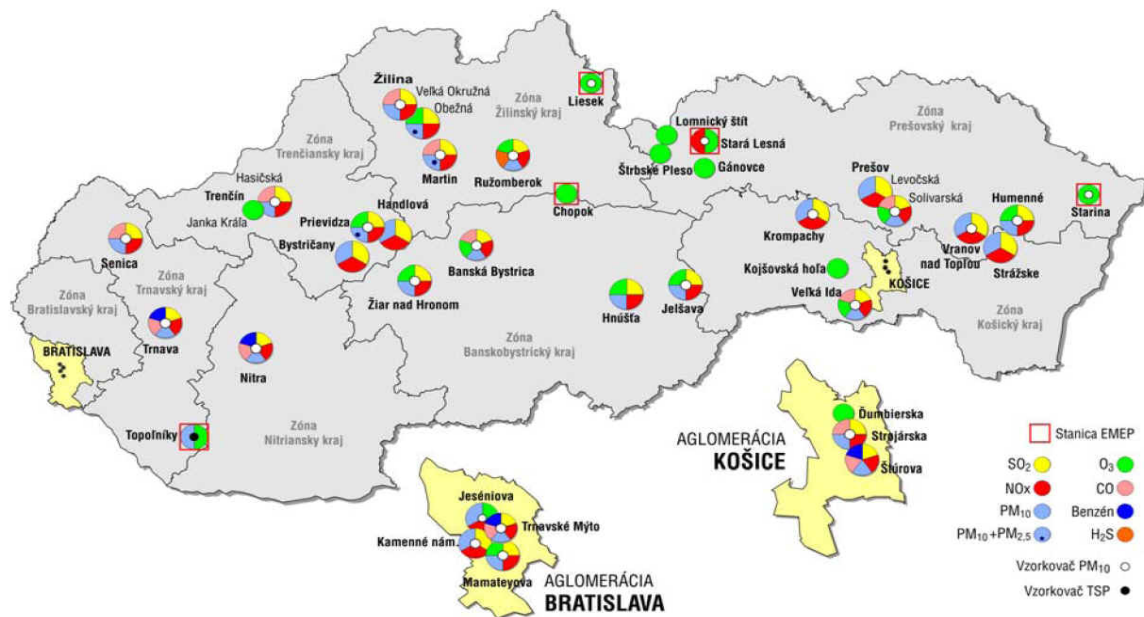 Žilina
Veľká Okružná
Obežná
Zóna
Žilinský kraj
Liesek
Martin
Ružomberok
Zóna
Trenčiansky kraj
Hasičská
Trenčín
Janka Kráľa
Prievidza
Handlová
Bystričany
Chopok
Lomnický štít
Štrbské Pleso
Stará Lesná
Gánovce
Zóna
Prešovský kraj
Prešov
Levočská
Solivarská
Humenné
Starina
Krompachy
Vranov
nad Topľou
Strážske
Kojšovská hoľa
KOŠICE
Veľká Ida
Zóna
Košický kraj
Senica
Zóna
Trnavský kraj
Zóna
Bratislavský kraj
BRATISLAVA
Trnava
Nitra
Topoľníky
Zóna
Nitriansky kraj
Banská Bystrica
Žiar nad Hronom
Hnúšťa
Jelšava
Zóna
Banskobystrický kraj
Jeséniova
Trnavské Mýto
Kamenné nám.
Mamateyova
AGLOMERÁCIA
BRATISLAVA
AGLOMERÁCIA
KOŠICE
Ďumbierska
Strojárska
Štúrova
Stanica EMEP
SO2 O3
NOx CO
PM10 Benzén
PM10+PM2,5 H2S
Vzorkovač PM10
Vzorkovač TSP